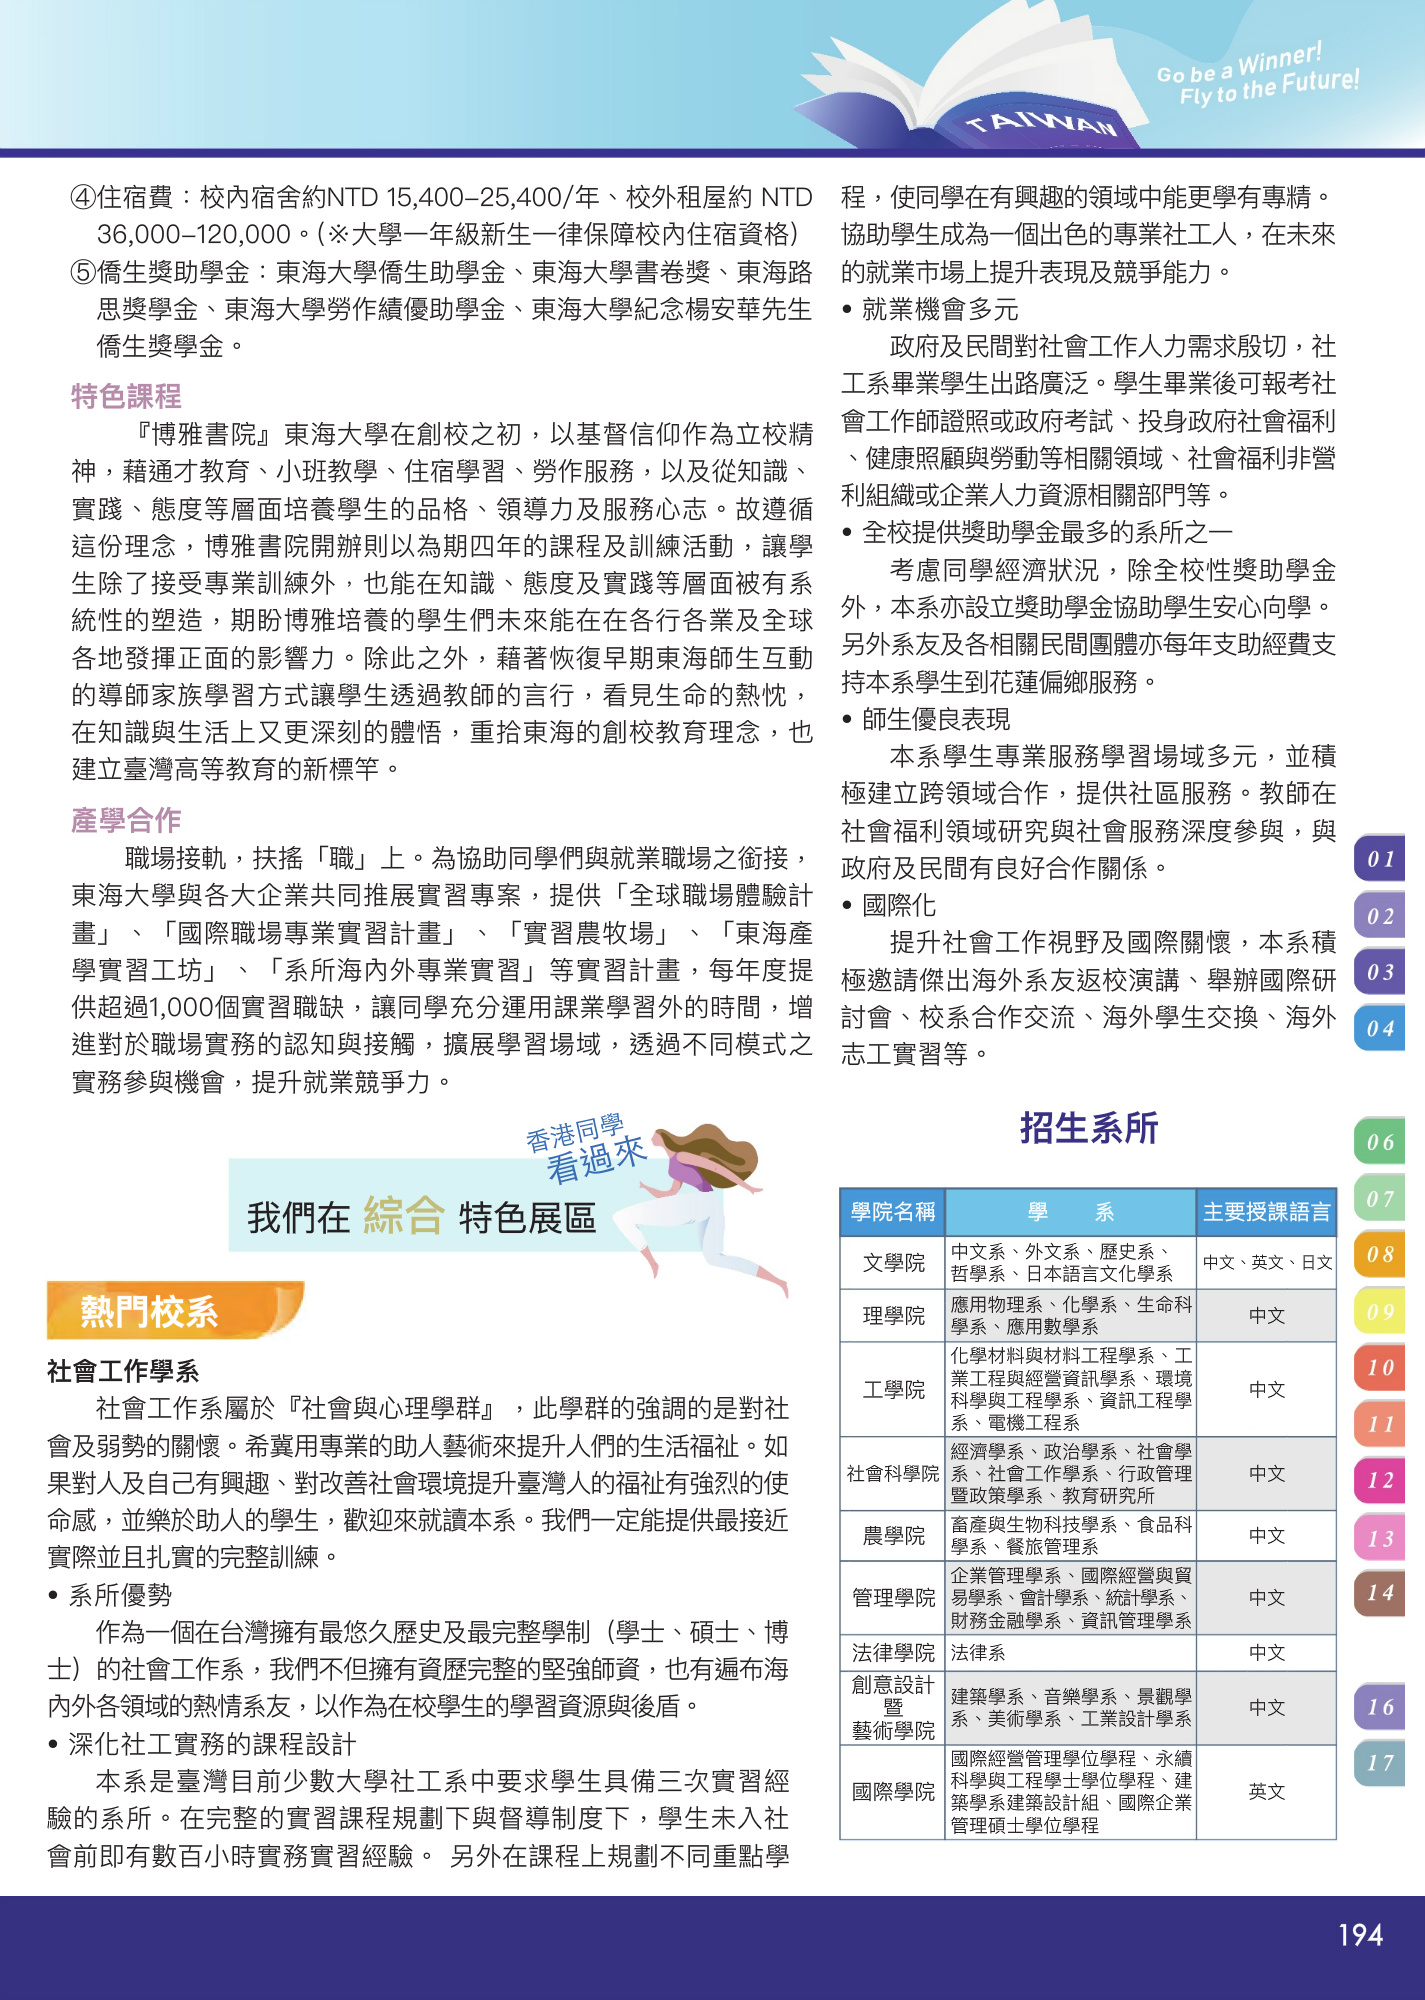 Go be a Winner!
Fly to the Future!
TAIWAN
④住宿費：校內宿舍約NTD 15,400–25,400/年、校外租屋約 NTD
36,000–120,000。（※大學一年級新生一律保障校內住宿資格）
⑤僑生獎助學金：東海大學僑生助學金、東海大學書卷獎、東海路
思獎學金、東海大學勞作績優助學金、東海大學紀念楊安華先生
僑生獎學金。
特色課程
『博雅書院』東海大學在創校之初，以基督信仰作為立校精
神，藉通才教育、小班教學、住宿學習、勞作服務，以及從知識、
實踐、態度等層面培養學生的品格、領導力及服務心志。故遵循
這份理念，博雅書院開辦則以為期四年的課程及訓練活動，讓學
生除了接受專業訓練外，也能在知識、態度及實踐等層面被有系
統性的塑造，期盼博雅培養的學生們未來能在在各行各業及全球
各地發揮正面的影響力。除此之外，藉著恢復早期東海師生互動
的導師家族學習方式讓學生透過教師的言行，看見生命的熱忱，
在知識與生活上又更深刻的體悟，重拾東海的創校教育理念，也
建立臺灣高等教育的新標竿。
產學合作
職場接軌，扶搖「職」上。為協助同學們與就業職場之銜接，
東海大學與各大企業共同推展實習專案，提供「全球職場體驗計
畫」、「國際職場專業實習計畫」、「實習農牧場」、「東海產
學實習工坊」、「系所海內外專業實習」等實習計畫，每年度提
供超過1,000個實習職缺，讓同學充分運用課業學習外的時間，增
進對於職場實務的認知與接觸，擴展學習場域，透過不同模式之
實務參與機會，提升就業競爭力。
香港同學
看過來
我們在 綜合 特色展區
熱門校系
社會工作學系
社會工作系屬於『社會與心理學群』，此學群的強調的是對社
會及弱勢的關懷。希冀用專業的助人藝術來提升人們的生活福祉。如
果對人及自己有興趣、對改善社會環境提升臺灣人的福祉有強烈的使
命感，並樂於助人的學生，歡迎來就讀本系。我們一定能提供最接近
實際並且扎實的完整訓練。
• 系所優勢
作為一個在台灣擁有最悠久歷史及最完整學制（學士、碩士、博
士）的社會工作系，我們不但擁有資歷完整的堅強師資，也有遍布海
內外各領域的熱情系友，以作為在校學生的學習資源與後盾。
• 深化社工實務的課程設計
本系是臺灣目前少數大學社工系中要求學生具備三次實習經
驗的系所。在完整的實習課程規劃下與督導制度下，學生未入社
會前即有數百小時實務實習經驗。 另外在課程上規劃不同重點學
程，使同學在有興趣的領域中能更學有專精。
協助學生成為一個出色的專業社工人，在未來
的就業市場上提升表現及競爭能力。
• 就業機會多元
政府及民間對社會工作人力需求殷切，社
工系畢業學生出路廣泛。學生畢業後可報考社
會工作師證照或政府考試、投身政府社會福利
、健康照顧與勞動等相關領域、社會福利非營
利組織或企業人力資源相關部門等。
• 全校提供獎助學金最多的系所之一
考慮同學經濟狀況，除全校性獎助學金
外，本系亦設立獎助學金協助學生安心向學。
另外系友及各相關民間團體亦每年支助經費支
持本系學生到花蓮偏鄉服務。
• 師生優良表現
本系學生專業服務學習場域多元，並積
極建立跨領域合作，提供社區服務。教師在
社會福利領域研究與社會服務深度參與，與
政府及民間有良好合作關係。
• 國際化
提升社會工作視野及國際關懷，本系積
極邀請傑出海外系友返校演講、舉辦國際研
討會、校系合作交流、海外學生交換、海外
志工實習等。
招生系所
學院名稱 學 系 主要授課語言
文學院
中文系、外文系、歷史系、
哲學系、日本語言文化學系
中文、英文、日文
理學院
應用物理系、化學系、生命科
學系、應用數學系
中文
工學院
化學材料與材料工程學系、工
業工程與經營資訊學系、環境
科學與工程學系、資訊工程學
系、電機工程系
中文
社會科學院
經濟學系、政治學系、社會學
系、社會工作學系、行政管理
暨政策學系、教育研究所
中文
農學院
畜產與生物科技學系、食品科
學系、餐旅管理系
中文
管理學院
企業管理學系、國際經營與貿
易學系、會計學系、統計學系、
財務金融學系、資訊管理學系
中文
法律學院 法律系 中文
創意設計
暨
藝術學院
建築學系、音樂學系、景觀學
系、美術學系、工業設計學系
中文
國際學院
國際經營管理學位學程、永續
科學與工程學士學位學程、建
築學系建築設計組、國際企業
管理碩士學位學程
英文
01
02
03
04
06
07
08
09
10
11
12
13
14
16
17
194